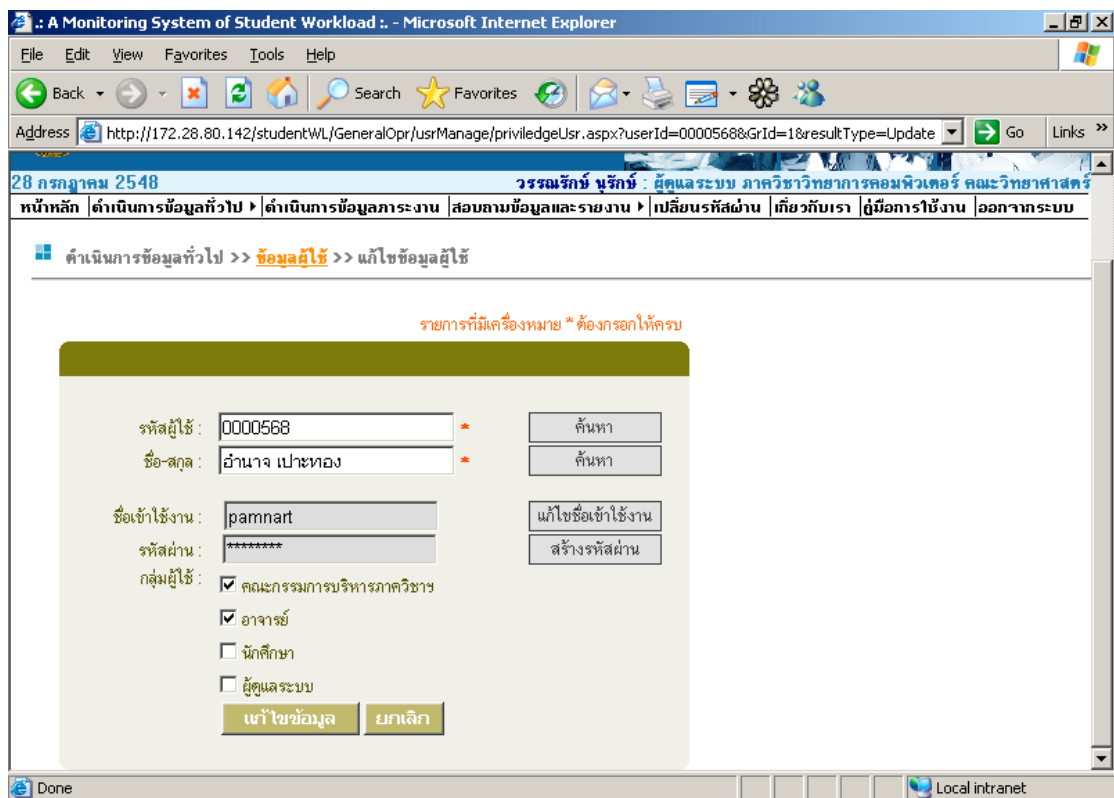 .: A Monitoring System of Student Workload :. - Microsoft Internet Explorer
File Edit View Favorites Tools Help
Back Search Favorites
Address http://172.28.80.142/studentWL/GeneralOpr/usrManage/priviledgeUsr.aspx?userId=0000568&GrId=1&resultType=Update Go Links »
28 กรกฎาคม 2548 วรรณรักษ์ นุรักษ์ : ผู้ดูแลระบบ ภาควิชาวิทยาการคอมพิวเตอร์ คณะวิทยาศาสตร์
หน้าหลัก |ดำเนินการข้อมูลทั่วไป |ดำเนินการข้อมูลภาระงาน |สอบถามข้อมูลและรายงาน |เปลี่ยนรหัสผ่าน |เกี่ยวกับเรา |คู่มือการใช้งาน |ออกจากระบบ
ดำเนินการข้อมูลทั่วไป >> ข้อมูลผู้ใช้ >> แก้ไขข้อมูลผู้ใช้
รายการที่มีเครื่องหมาย * ต้องกรอกให้ครบ
รหัสผู้ใช้ : 0000568 * ค้นหา
ชื่อ-สกุล : อำนาจ เปาะทอง * ค้นหา
ชื่อเข้าใช้งาน : pamnart แก้ไขชื่อเข้าใช้งาน
รหัสผ่าน : ******** สร้างรหัสผ่าน
กลุ่มผู้ใช้ : คณะกรรมการบริหารภาควิชาฯ
อาจารย์
นักศึกษา
ผู้ดูแลระบบ
แก้ไขข้อมูล ยกเลิก
Done Local intranet